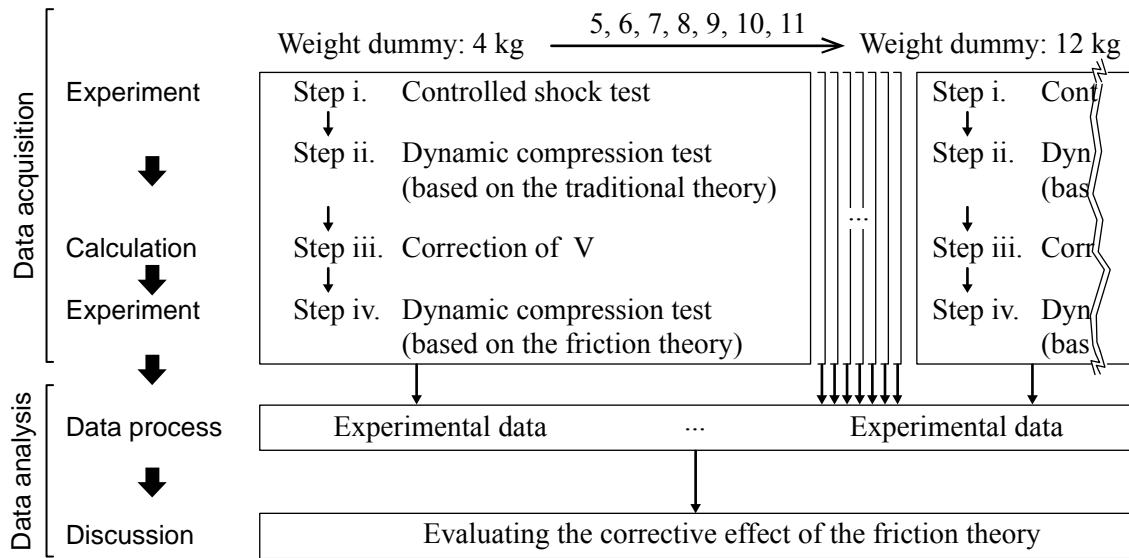 5, 6, 7, 8, 9, 10, 11
Weight dummy: 4 kg
Weight dummy: 12 kg
Data acquisition
Experiment
Step i. Controlled shock test
Step i. Cont
Step ii. Dynamic compression test
(based on the traditional theory)
Step ii. Dyn
(bas
...
Calculation
Step iii. Correction of V
Step iii. Corr
Experiment
Step iv. Dynamic compression test
(based on the friction theory)
Step iv. Dyn
(bas
Data analysis
Data process
Experimental data
...
Experimental data
Discussion
Evaluating the corrective effect of the friction theory